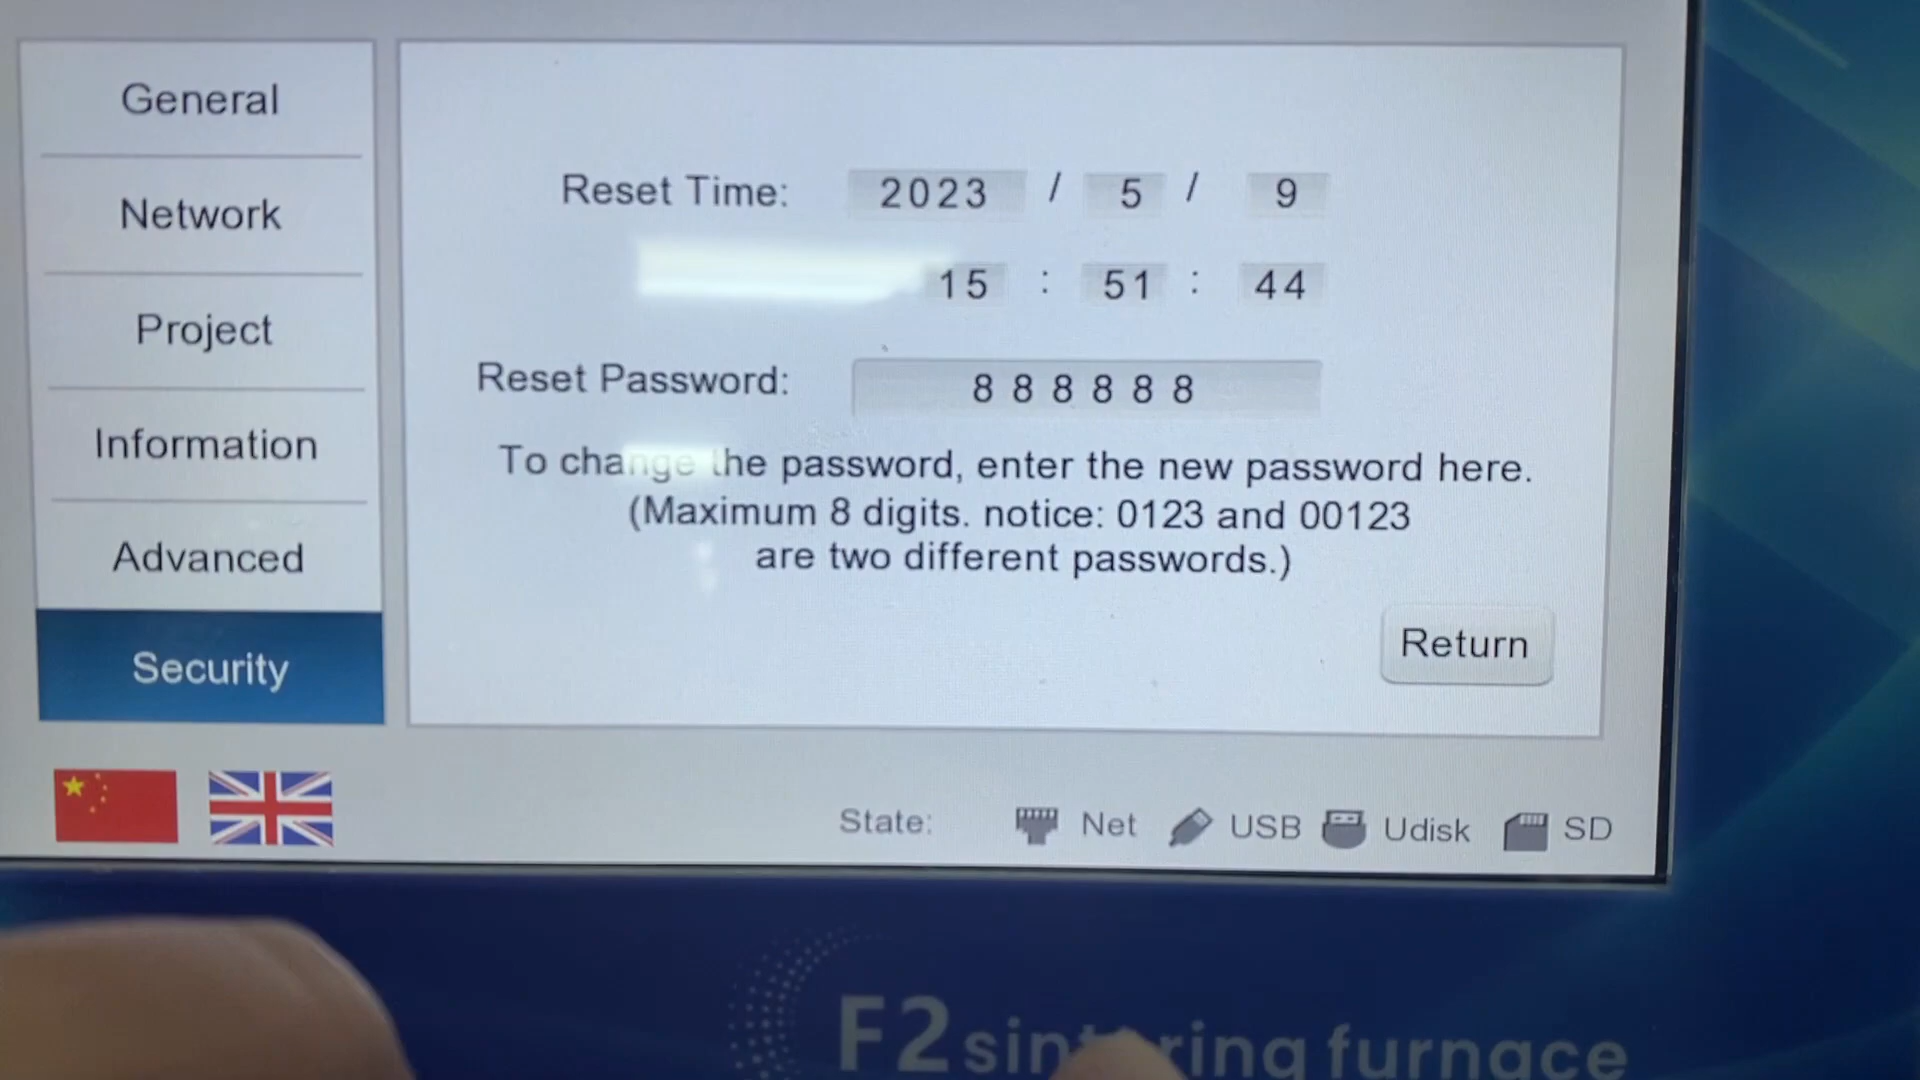 General
Network
Project
Information
Advanced
Security
Reset Time: 2023 / 5 / 9
15 : 51 : 44
Reset Password: 888888
To change the password, enter the new password here.
(Maximum 8 digits. notice: 0123 and 00123
are two different passwords.)
Return
State: Net USB Udisk SD
F2 sintering furnace